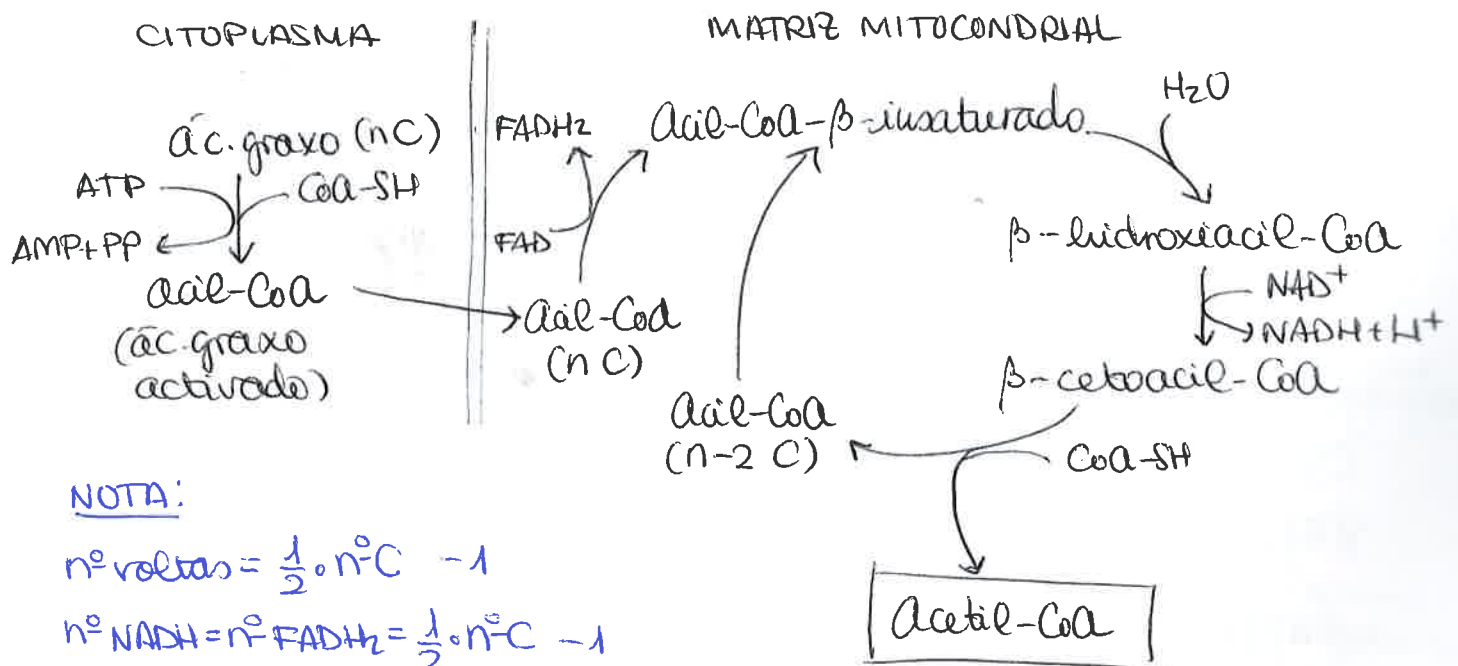 CITOPLASMA
MATRIZ MITOCONDRIAL
ác.graxo (nC)
ATP
CoA-SH
AMP+PP
acil-CoA
(ác.graxo
activado)
FADH2
FAD
Acil-CoA
(n C)
Acil-CoA-β-insaturado
H2O
β-hidroxiacil-CoA
NAD+
NADH+H+
β-cetoacil-CoA
CoA-SH
Acil-CoA
(n-2 C)
Acetil-CoA
NOTA:
nº voltas = 1/2 · nºC - 1
nº NADH = nº FADH2 = 1/2 · nºC - 1